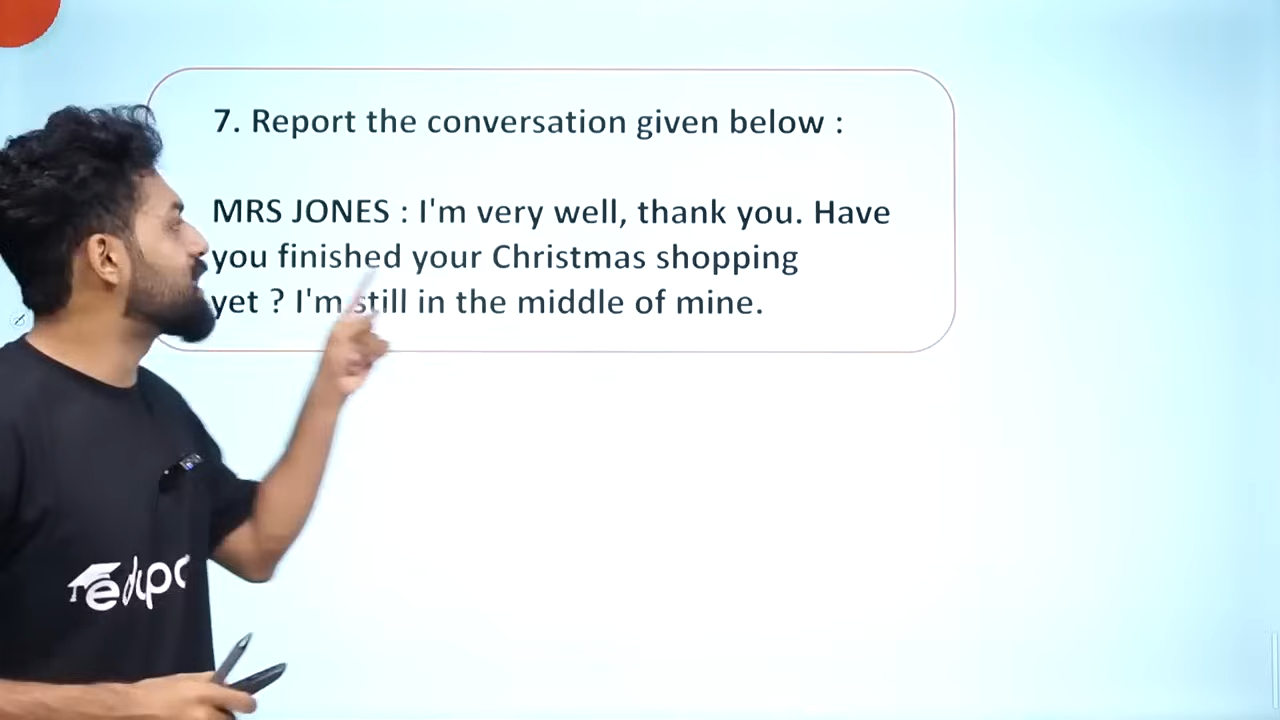 7. Report the conversation given below :
MRS JONES : I'm very well, thank you. Have
you finished your Christmas shopping
yet ? I'm still in the middle of mine.